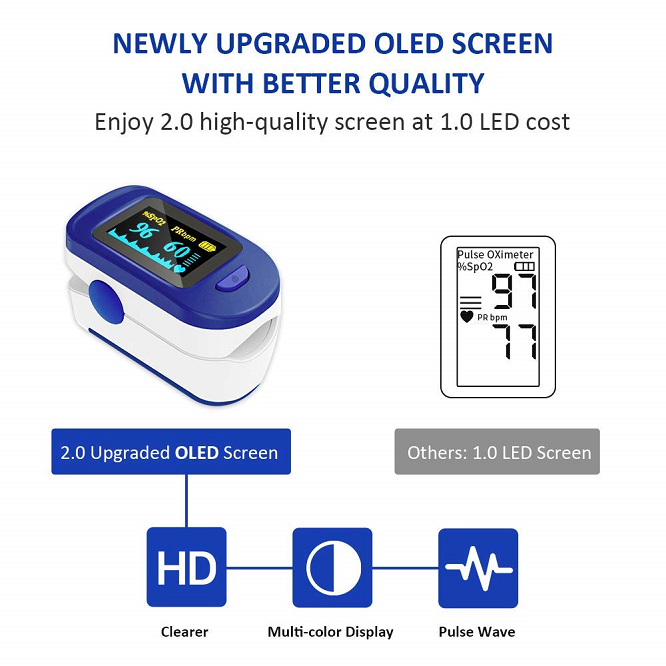 NEWLY UPGRADED OLED SCREEN
WITH BETTER QUALITY
Enjoy 2.0 high-quality screen at 1.0 LED cost
%SpO2 PRbpm
96 60
Pulse OXimeter
%SpO2
97
PR bpm
77
2.0 Upgraded OLED Screen
Others: 1.0 LED Screen
HD
Clearer
Multi-color Display
Pulse Wave